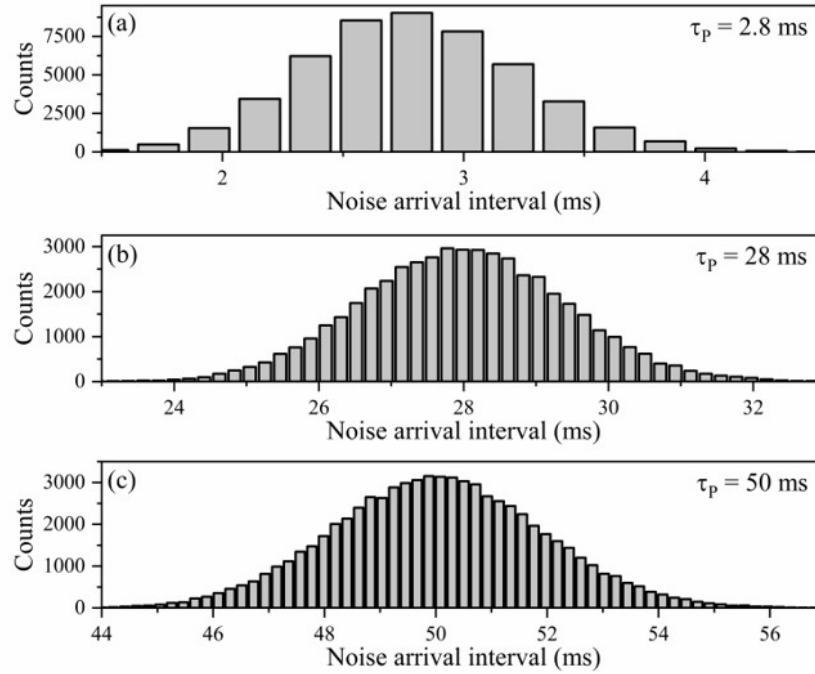 (a)
τP = 2.8 ms
Counts
7500
5000
2500
0
2 3 4
Noise arrival interval (ms)
(b)
τP = 28 ms
Counts
3000
2000
1000
0
24 26 28 30 32
Noise arrival interval (ms)
(c)
τP = 50 ms
Counts
3000
2000
1000
0
44 46 48 50 52 54 56
Noise arrival interval (ms)